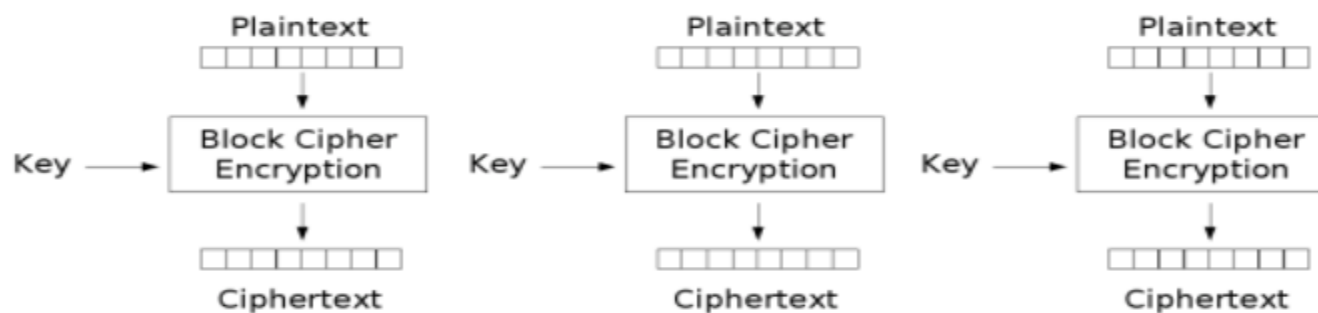 Plaintext Plaintext Plaintext
Key Block Cipher Encryption Key Block Cipher Encryption Key Block Cipher Encryption
Ciphertext Ciphertext Ciphertext